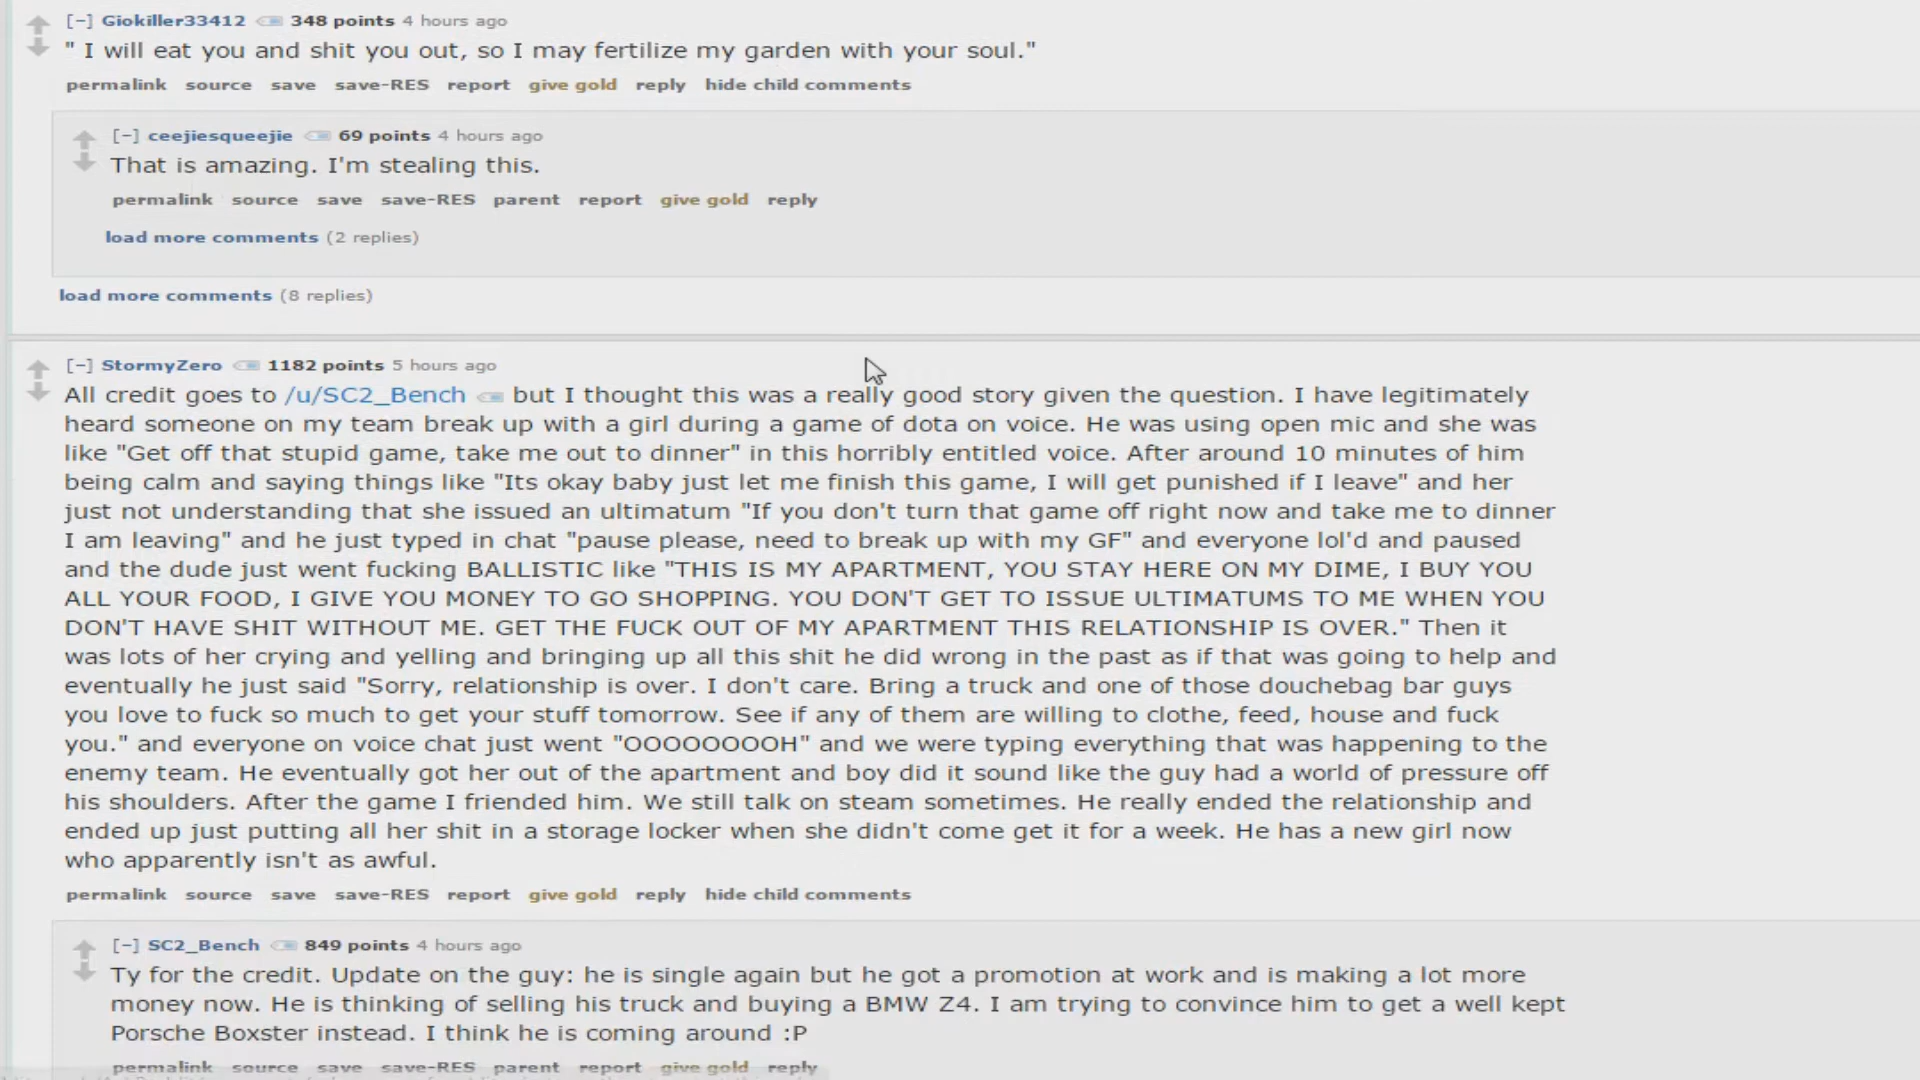 [-] Giokiller33412 348 points 4 hours ago
" I will eat you and shit you out, so I may fertilize my garden with your soul."
permalink source save save-RES report give gold reply hide child comments
[-] ceejiesqueejie 69 points 4 hours ago
That is amazing. I'm stealing this.
permalink source save save-RES parent report give gold reply
load more comments (2 replies)
load more comments (8 replies)
[-] StormyZero 1182 points 5 hours ago
All credit goes to /u/SC2_Bench but I thought this was a really good story given the question. I have legitimately
heard someone on my team break up with a girl during a game of dota on voice. He was using open mic and she was
like "Get off that stupid game, take me out to dinner" in this horribly entitled voice. After around 10 minutes of him
being calm and saying things like "Its okay baby just let me finish this game, I will get punished if I leave" and her
just not understanding that she issued an ultimatum "If you don't turn that game off right now and take me to dinner
I am leaving" and he just typed in chat "pause please, need to break up with my GF" and everyone lol'd and paused
and the dude just went fucking BALLISTIC like "THIS IS MY APARTMENT, YOU STAY HERE ON MY DIME, I BUY YOU
ALL YOUR FOOD, I GIVE YOU MONEY TO GO SHOPPING. YOU DON'T GET TO ISSUE ULTIMATUMS TO ME WHEN YOU
DON'T HAVE SHIT WITHOUT ME. GET THE FUCK OUT OF MY APARTMENT THIS RELATIONSHIP IS OVER." Then it
was lots of her crying and yelling and bringing up all this shit he did wrong in the past as if that was going to help and
eventually he just said "Sorry, relationship is over. I don't care. Bring a truck and one of those douchebag bar guys
you love to fuck so much to get your stuff tomorrow. See if any of them are willing to clothe, feed, house and fuck
you." and everyone on voice chat just went "OOOOOOOOH" and we were typing everything that was happening to the
enemy team. He eventually got her out of the apartment and boy did it sound like the guy had a world of pressure off
his shoulders. After the game I friended him. We still talk on steam sometimes. He really ended the relationship and
ended up just putting all her shit in a storage locker when she didn't come get it for a week. He has a new girl now
who apparently isn't as awful.
permalink source save save-RES report give gold reply hide child comments
[-] SC2_Bench 849 points 4 hours ago
Ty for the credit. Update on the guy: he is single again but he got a promotion at work and is making a lot more
money now. He is thinking of selling his truck and buying a BMW Z4. I am trying to convince him to get a well kept
Porsche Boxster instead. I think he is coming around :P
permalink source save save-RES parent report give gold reply